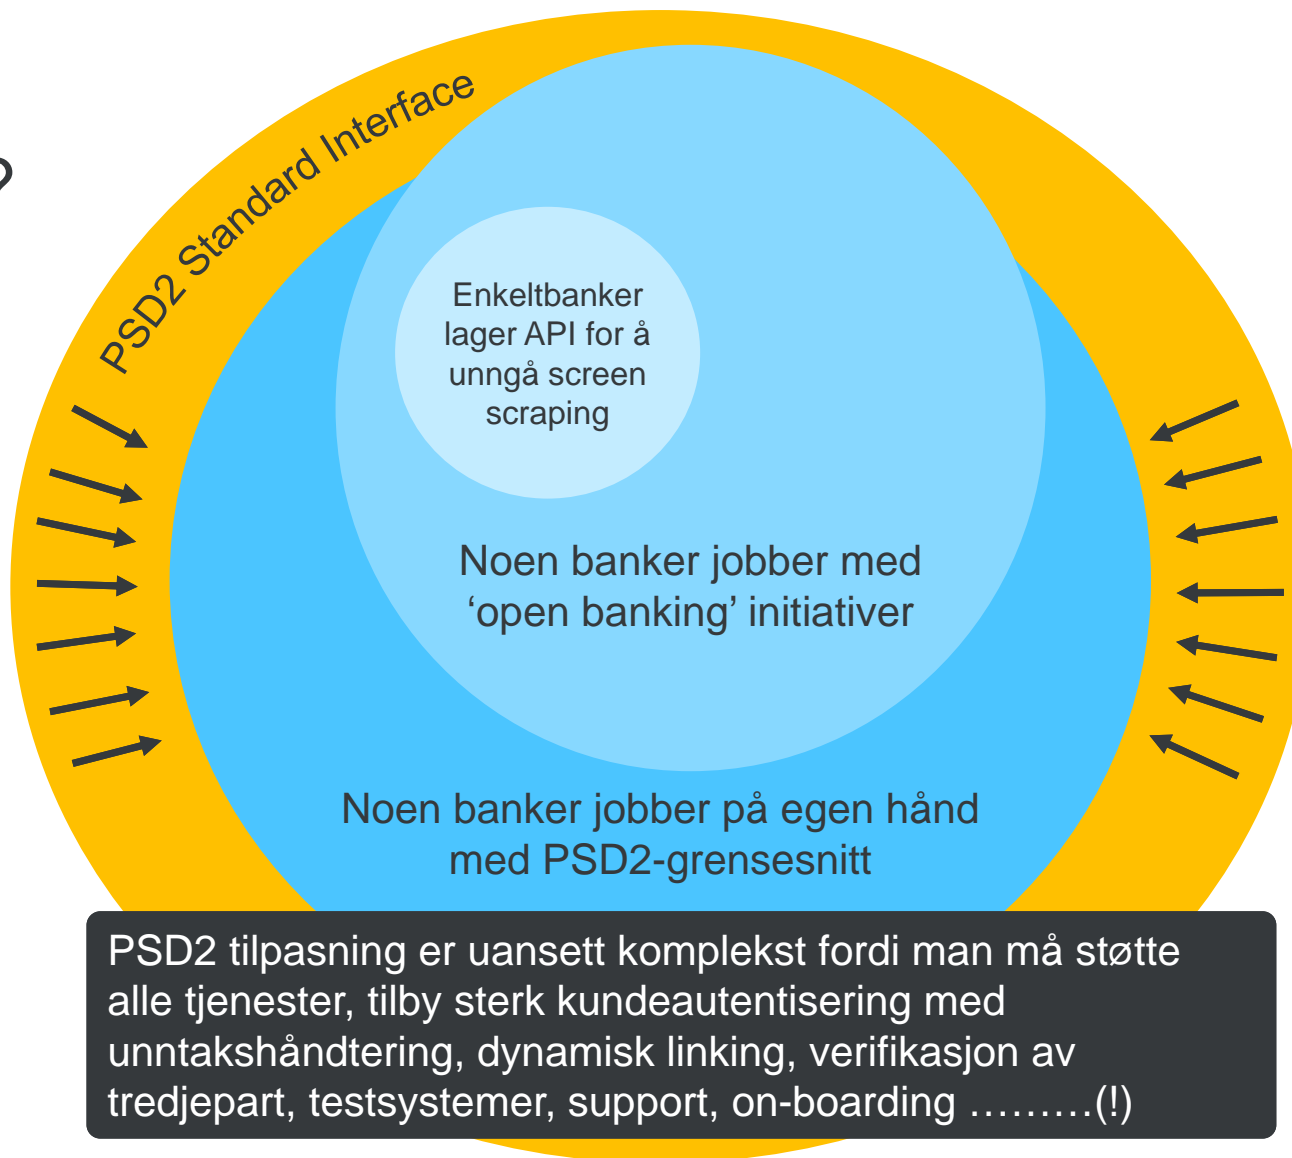 PSD2 Standard Interface
Enkeltbanker
lager API for å
unngå screen
scraping
Noen banker jobber med
‘open banking’ initiativer
Noen banker jobber på egen hånd
med PSD2-grensesnitt
PSD2 tilpasning er uansett komplekst fordi man må støtte
alle tjenester, tilby sterk kundeautentisering med
unntakshåndtering, dynamisk linking, verifikasjon av
tredjepart, testsystemer, support, on-boarding ………(!)